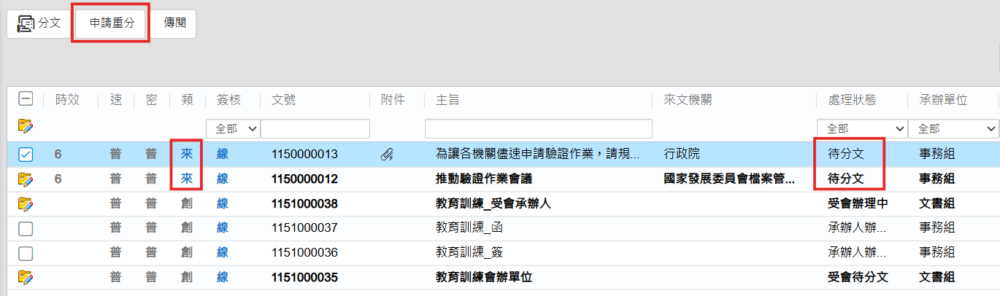 分文 申請重分 傳閱
時效 速 密 類 簽核 文號 附件 主旨 來文機關 處理狀態 承辦單位
全部 全部 全部
6 普 普 來 線 1150000013 為讓各機關儘速申請驗證作業，請規... 行政院 待分文 事務組
6 普 普 來 線 1150000012 推動驗證作業會議 國家發展委員會檔案管... 待分文 事務組
普 普 創 線 1151000038 教育訓練_受會承辦人 受會辦理中 文書組
普 普 創 線 1151000037 教育訓練_函 承辦人辦... 事務組
普 普 創 線 1151000036 教育訓練_簽 承辦人辦... 事務組
普 普 創 線 1151000035 教育訓練會辦單位 受會待分文 文書組